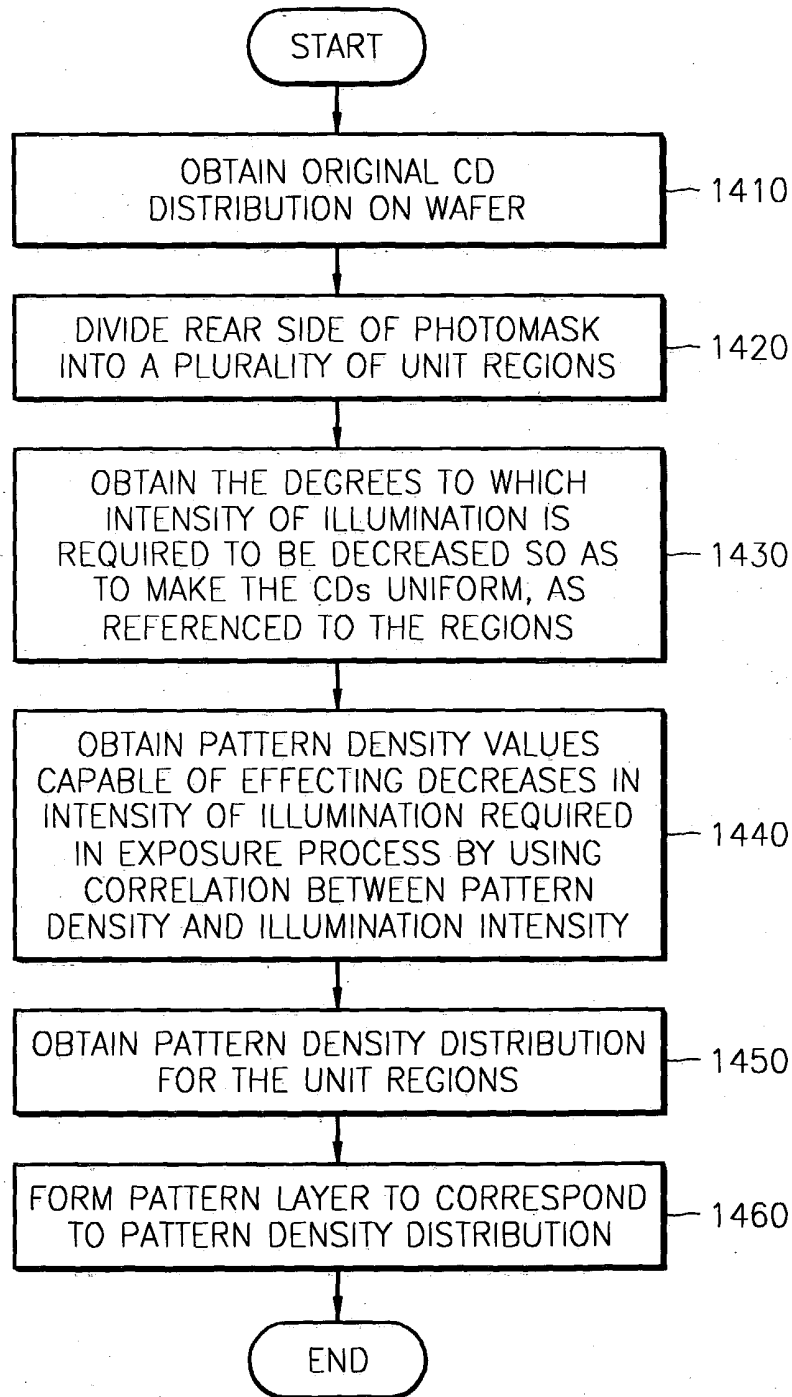 START
OBTAIN ORIGINAL CD
DISTRIBUTION ON WAFER
1410
DIVIDE REAR SIDE OF PHOTOMASK
INTO A PLURALITY OF UNIT REGIONS
1420
OBTAIN THE DEGREES TO WHICH
INTENSITY OF ILLUMINATION IS
REQUIRED TO BE DECREASED SO AS
TO MAKE THE CDs UNIFORM, AS
REFERENCED TO THE REGIONS
1430
OBTAIN PATTERN DENSITY VALUES
CAPABLE OF EFFECTING DECREASES IN
INTENSITY OF ILLUMINATION REQUIRED
IN EXPOSURE PROCESS BY USING
CORRELATION BETWEEN PATTERN
DENSITY AND ILLUMINATION INTENSITY
1440
OBTAIN PATTERN DENSITY DISTRIBUTION
FOR THE UNIT REGIONS
1450
FORM PATTERN LAYER TO CORRESPOND
TO PATTERN DENSITY DISTRIBUTION
1460
END